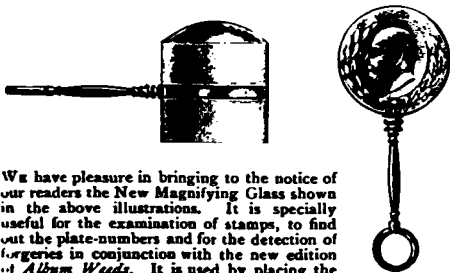 We have pleasure in bringing to the notice of
our readers the New Magnifying Glass shown
in the above illustrations. It is specially
useful for the examination of stamps, to find
out the plate-numbers and for the detection of
forgeries in conjunction with the new edition
of Album Weeds. It is used by placing the